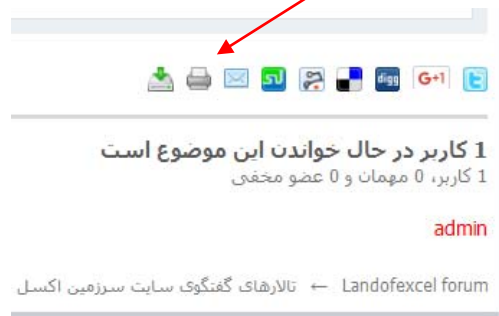 digg G+1
1 کاربر در حال خواندن این موضوع است
1 کاربر، 0 مهمان و 0 عضو مخفی
admin
Landofexcel forum ← تالارهای گفتگوی سایت سرزمین اکسل